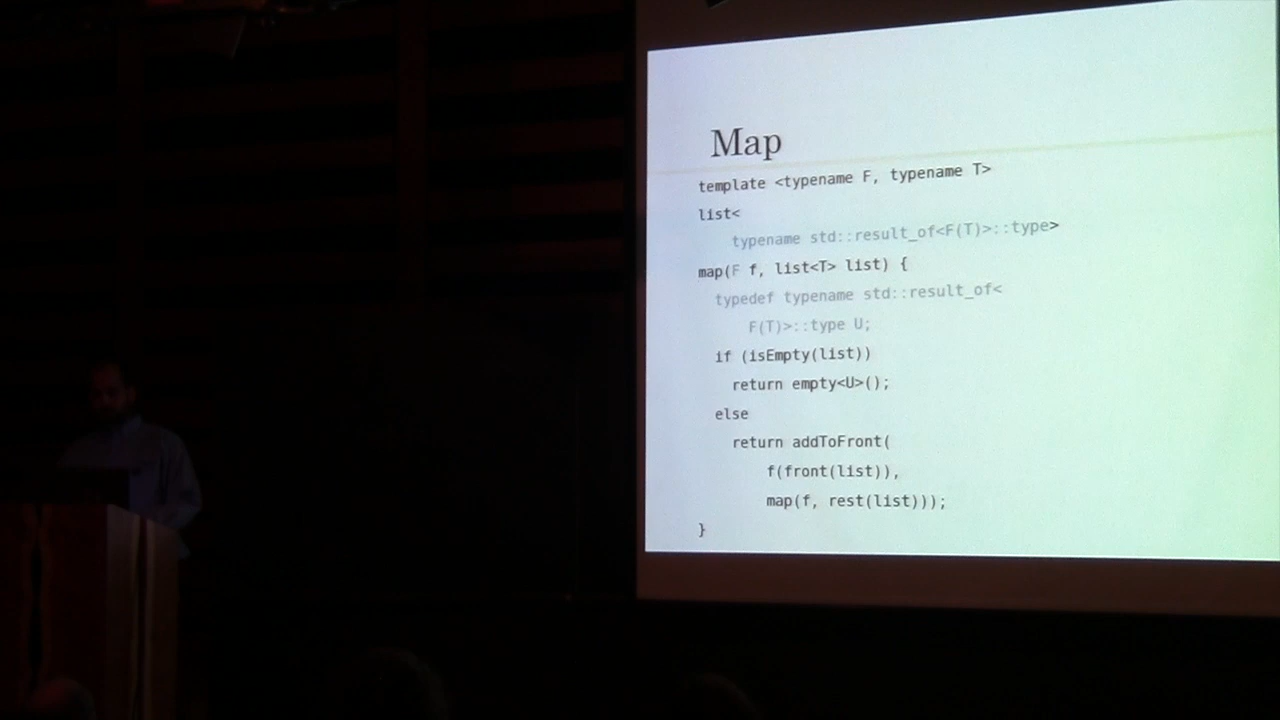 Map
template <typename F, typename T>
list<
typename std::result_of<F(T)>::type>
map(F f, list<T> list) {
typedef typename std::result_of<
F(T)>::type U;
if (isEmpty(list))
return empty<U>();
else
return addToFront(
f(front(list)),
map(f, rest(list)));
}